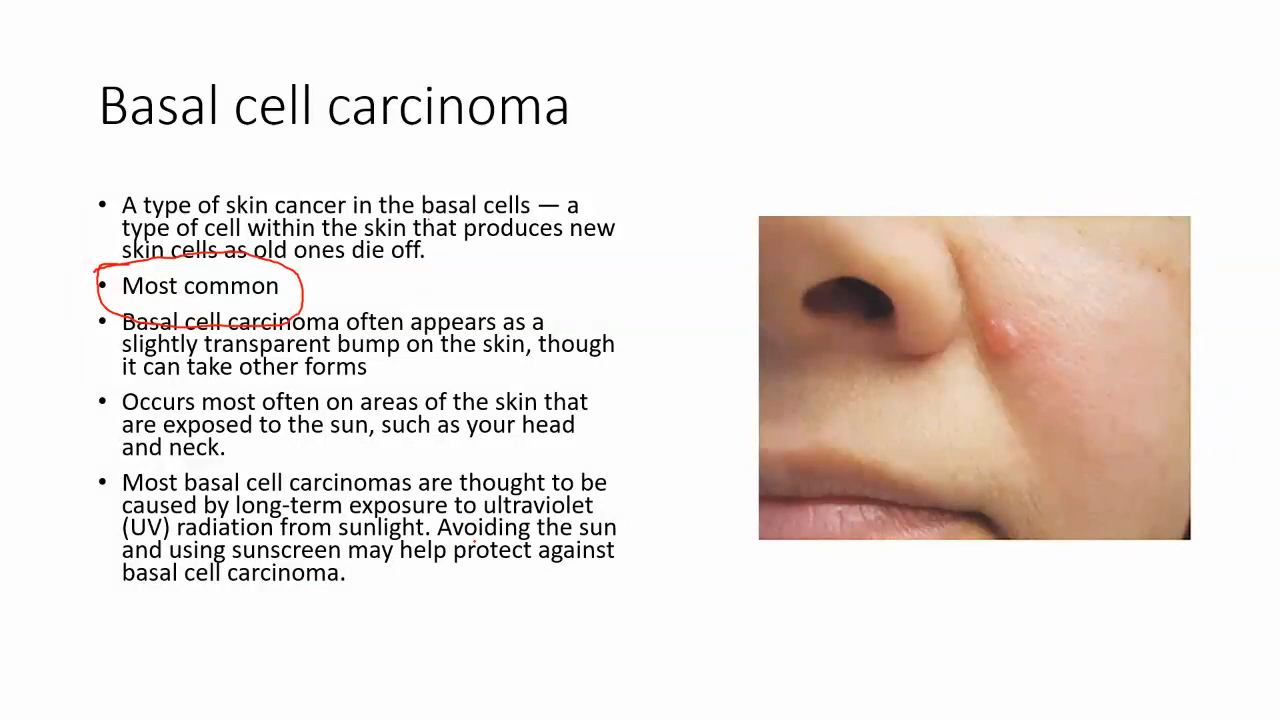 Basal cell carcinoma
• A type of skin cancer in the basal cells — a
type of cell within the skin that produces new
skin cells as old ones die off.
• Most common
• Basal cell carcinoma often appears as a
slightly transparent bump on the skin, though
it can take other forms
• Occurs most often on areas of the skin that
are exposed to the sun, such as your head
and neck.
• Most basal cell carcinomas are thought to be
caused by long-term exposure to ultraviolet
(UV) radiation from sunlight. Avoiding the sun
and using sunscreen may help protect against
basal cell carcinoma.